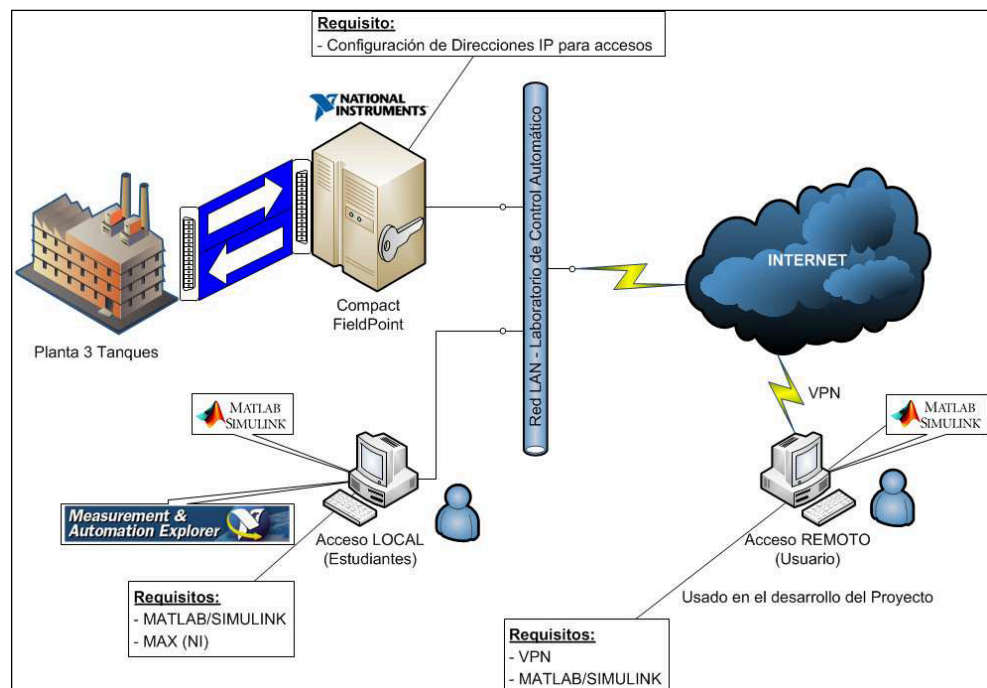 Requisito:
- Configuración de Direcciones IP para accesos
NATIONAL
INSTRUMENTS
Compact
FieldPoint
Planta 3 Tanques
Red LAN - Laboratorio de Control Automático
INTERNET
VPN
MATLAB
SIMULINK
MATLAB
SIMULINK
Measurement &
Automation Explorer
Acceso LOCAL
(Estudiantes)
Acceso REMOTO
(Usuario)
Usado en el desarrollo del Proyecto
Requisitos:
- MATLAB/SIMULINK
- MAX (NI)
Requisitos:
- VPN
- MATLAB/SIMULINK